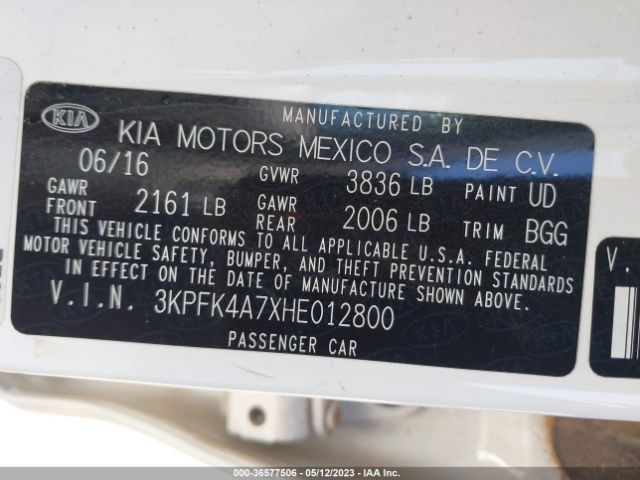 KIA
MANUFACTURED BY
KIA MOTORS MEXICO S.A. DE C.V.
06/16 GVWR 3836 LB PAINT UD
GAWR FRONT 2161 LB GAWR REAR 2006 LB TRIM BGG
THIS VEHICLE CONFORMS TO ALL APPLICABLE U.S.A. FEDERAL
MOTOR VEHICLE SAFETY, BUMPER, AND THEFT PREVENTION STANDARDS
IN EFFECT ON THE DATE OF MANUFACTURE SHOWN ABOVE.
V.I.N. 3KPFK4A7XHE012800
PASSENGER CAR
V.
000-36577506 - 05/12/2023 - IAA Inc.